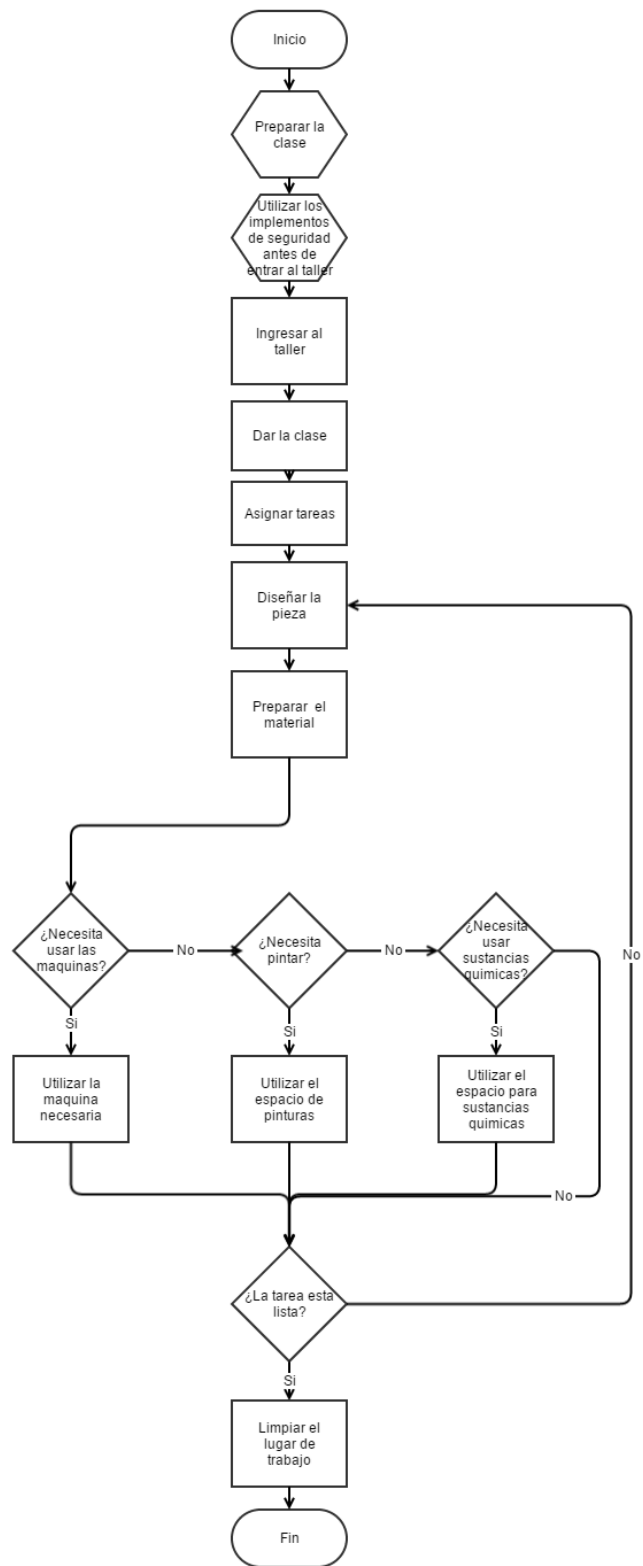 Inicio
Preparar la
clase
Utilizar los
implementos
de seguridad
antes de
entrar al taller
Ingresar al
taller
Dar la clase
Asignar tareas
Diseñar la
pieza
Preparar el
material
¿Necesita
usar las
maquinas?
No
¿Necesita
pintar?
No
¿Necesita
usar
sustancias
quimicas?
No
Si
Si
Si
Utilizar la
maquina
necesaria
Utilizar el
espacio de
pinturas
Utilizar el
espacio para
sustancias
quimicas
No
¿La tarea esta
lista?
Si
Limpiar el
lugar de
trabajo
Fin